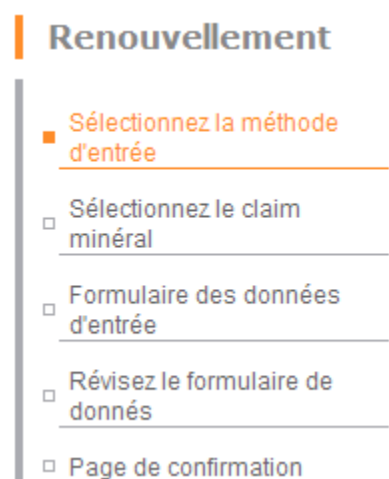 Renouvellement
Sélectionnez la méthode
d'entrée
Sélectionnez le claim
minéral
Formulaire des données
d'entrée
Révisez le formulaire de
donnés
Page de confirmation